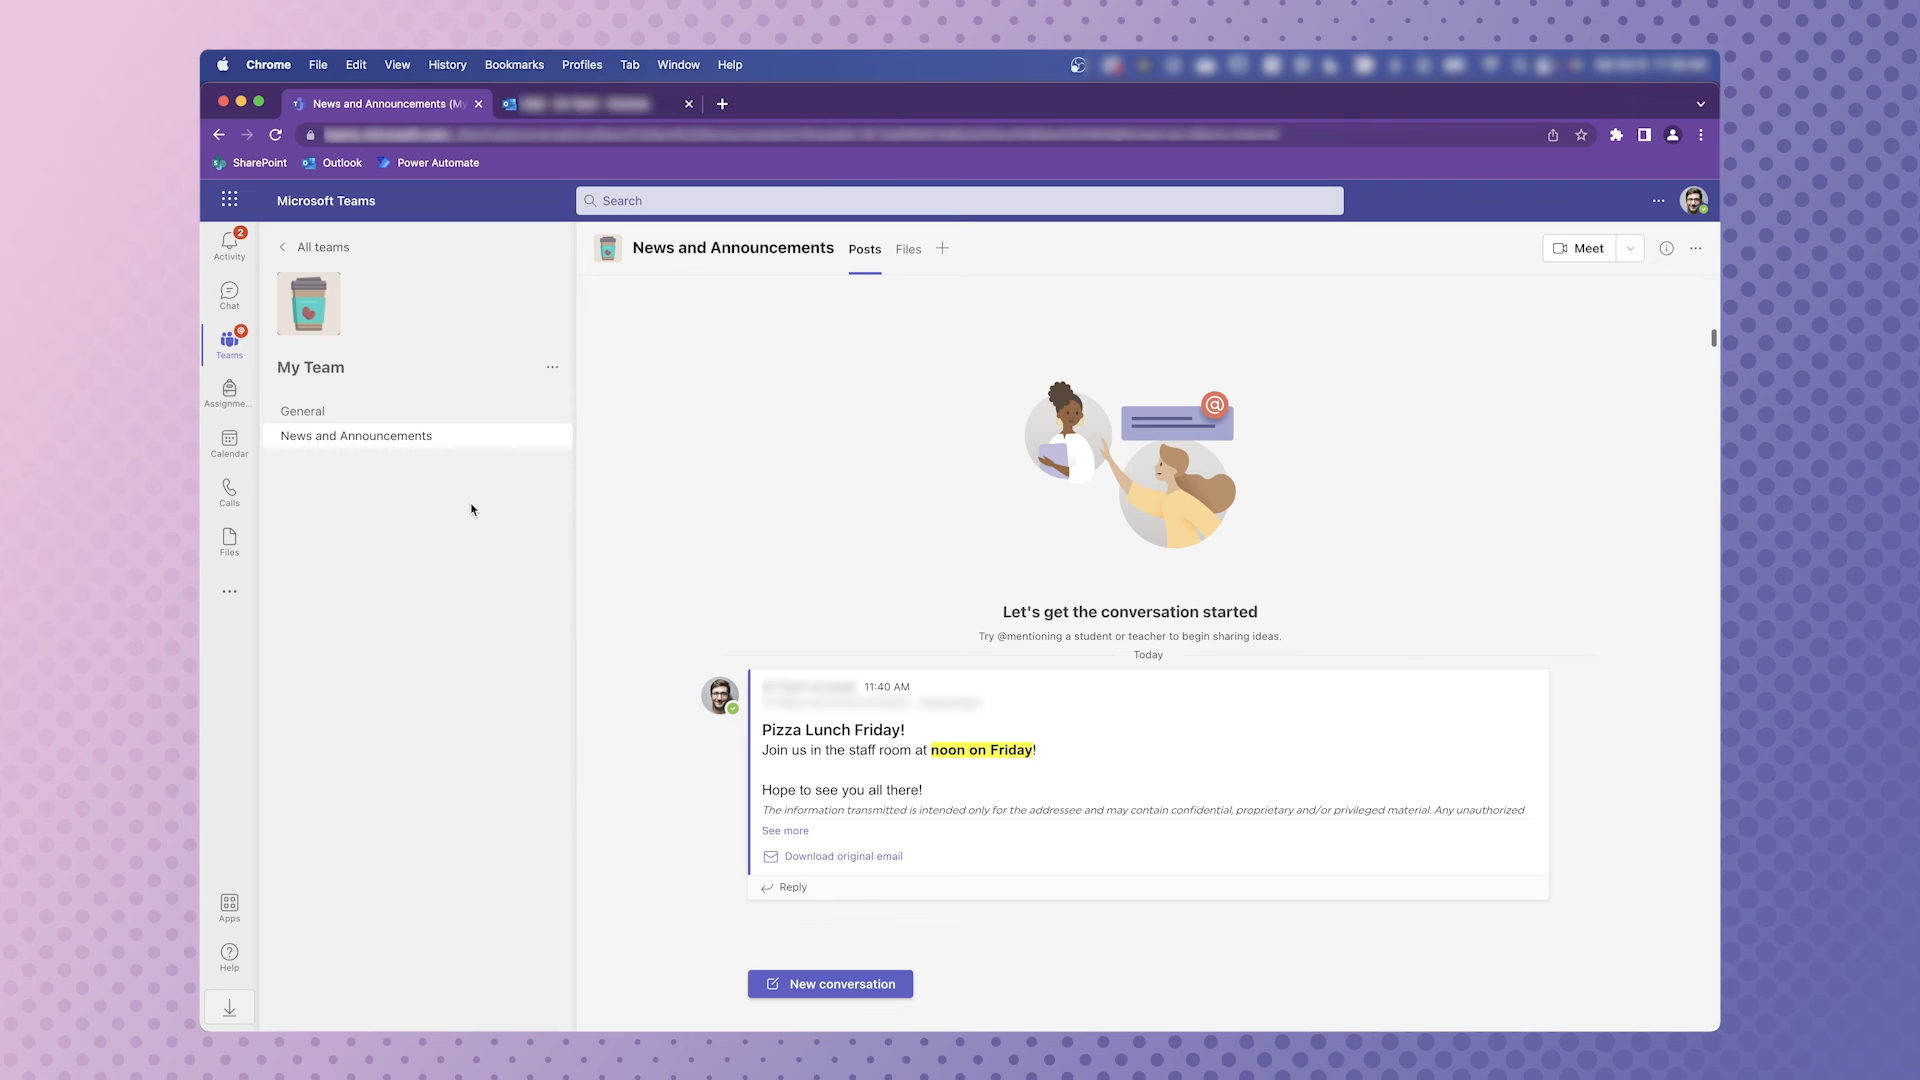 Chrome File Edit View History Bookmarks Profiles Tab Window Help
News and Announcements (My
SharePoint Outlook Power Automate
Microsoft Teams
Search
2
Activity
Chat
Teams
Assignme...
Calendar
Calls
Files
Apps
Help
All teams
My Team
General
News and Announcements
News and Announcements Posts Files
Meet
@
Let's get the conversation started
Try @mentioning a student or teacher to begin sharing ideas.
Today
11:40 AM
Pizza Lunch Friday!
Join us in the staff room at noon on Friday!
Hope to see you all there!
The information transmitted is intended only for the addressee and may contain confidential, proprietary and/or privileged material. Any unauthorized
See more
Download original email
Reply
New conversation